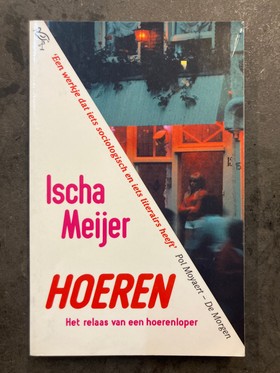 'Een werkje dat iets sociologisch en iets literairs heeft'
Pol Moyaert – De Morgen
Ischa
Meijer
HOEREN
Het relaas van een hoerenloper